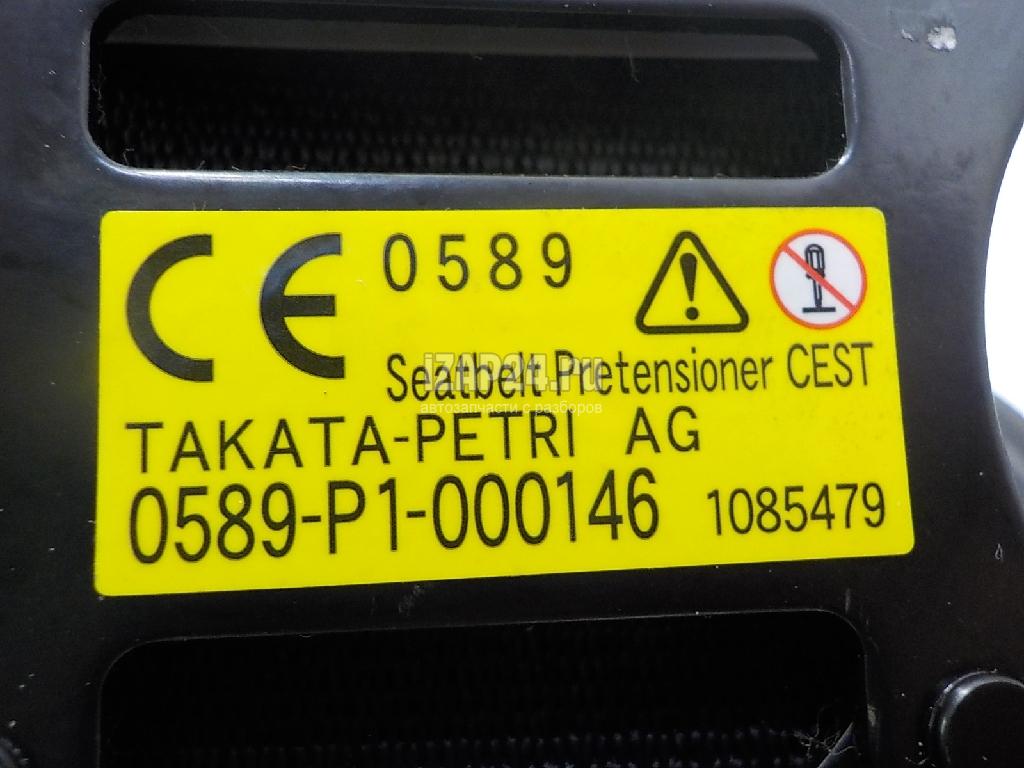 CE 0589
Seatbelt Pretensioner CEST
iZAP24.ru
автозапчасти с разборов
TAKATA-PETRI AG
0589-P1-000146 1085479